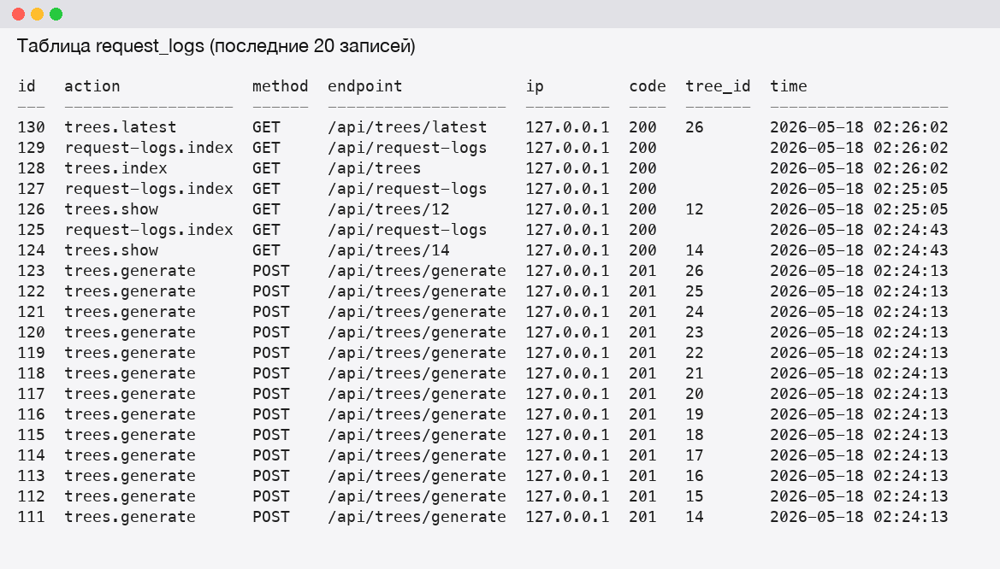 Таблица request_logs (последние 20 записей)
id   action              method  endpoint             ip         code  tree_id  time
---  ------------------  ------  -------------------  ---------  ----  -------  -------------------
130  trees.latest        GET     /api/trees/latest    127.0.0.1  200   26       2026-05-18 02:26:02
129  request-logs.index  GET     /api/request-logs    127.0.0.1  200            2026-05-18 02:26:02
128  trees.index         GET     /api/trees           127.0.0.1  200            2026-05-18 02:26:02
127  request-logs.index  GET     /api/request-logs    127.0.0.1  200            2026-05-18 02:25:05
126  trees.show          GET     /api/trees/12        127.0.0.1  200   12       2026-05-18 02:25:05
125  request-logs.index  GET     /api/request-logs    127.0.0.1  200            2026-05-18 02:24:43
124  trees.show          GET     /api/trees/14        127.0.0.1  200   14       2026-05-18 02:24:43
123  trees.generate      POST    /api/trees/generate  127.0.0.1  201   26       2026-05-18 02:24:13
122  trees.generate      POST    /api/trees/generate  127.0.0.1  201   25       2026-05-18 02:24:13
121  trees.generate      POST    /api/trees/generate  127.0.0.1  201   24       2026-05-18 02:24:13
120  trees.generate      POST    /api/trees/generate  127.0.0.1  201   23       2026-05-18 02:24:13
119  trees.generate      POST    /api/trees/generate  127.0.0.1  201   22       2026-05-18 02:24:13
118  trees.generate      POST    /api/trees/generate  127.0.0.1  201   21       2026-05-18 02:24:13
117  trees.generate      POST    /api/trees/generate  127.0.0.1  201   20       2026-05-18 02:24:13
116  trees.generate      POST    /api/trees/generate  127.0.0.1  201   19       2026-05-18 02:24:13
115  trees.generate      POST    /api/trees/generate  127.0.0.1  201   18       2026-05-18 02:24:13
114  trees.generate      POST    /api/trees/generate  127.0.0.1  201   17       2026-05-18 02:24:13
113  trees.generate      POST    /api/trees/generate  127.0.0.1  201   16       2026-05-18 02:24:13
112  trees.generate      POST    /api/trees/generate  127.0.0.1  201   15       2026-05-18 02:24:13
111  trees.generate      POST    /api/trees/generate  127.0.0.1  201   14       2026-05-18 02:24:13